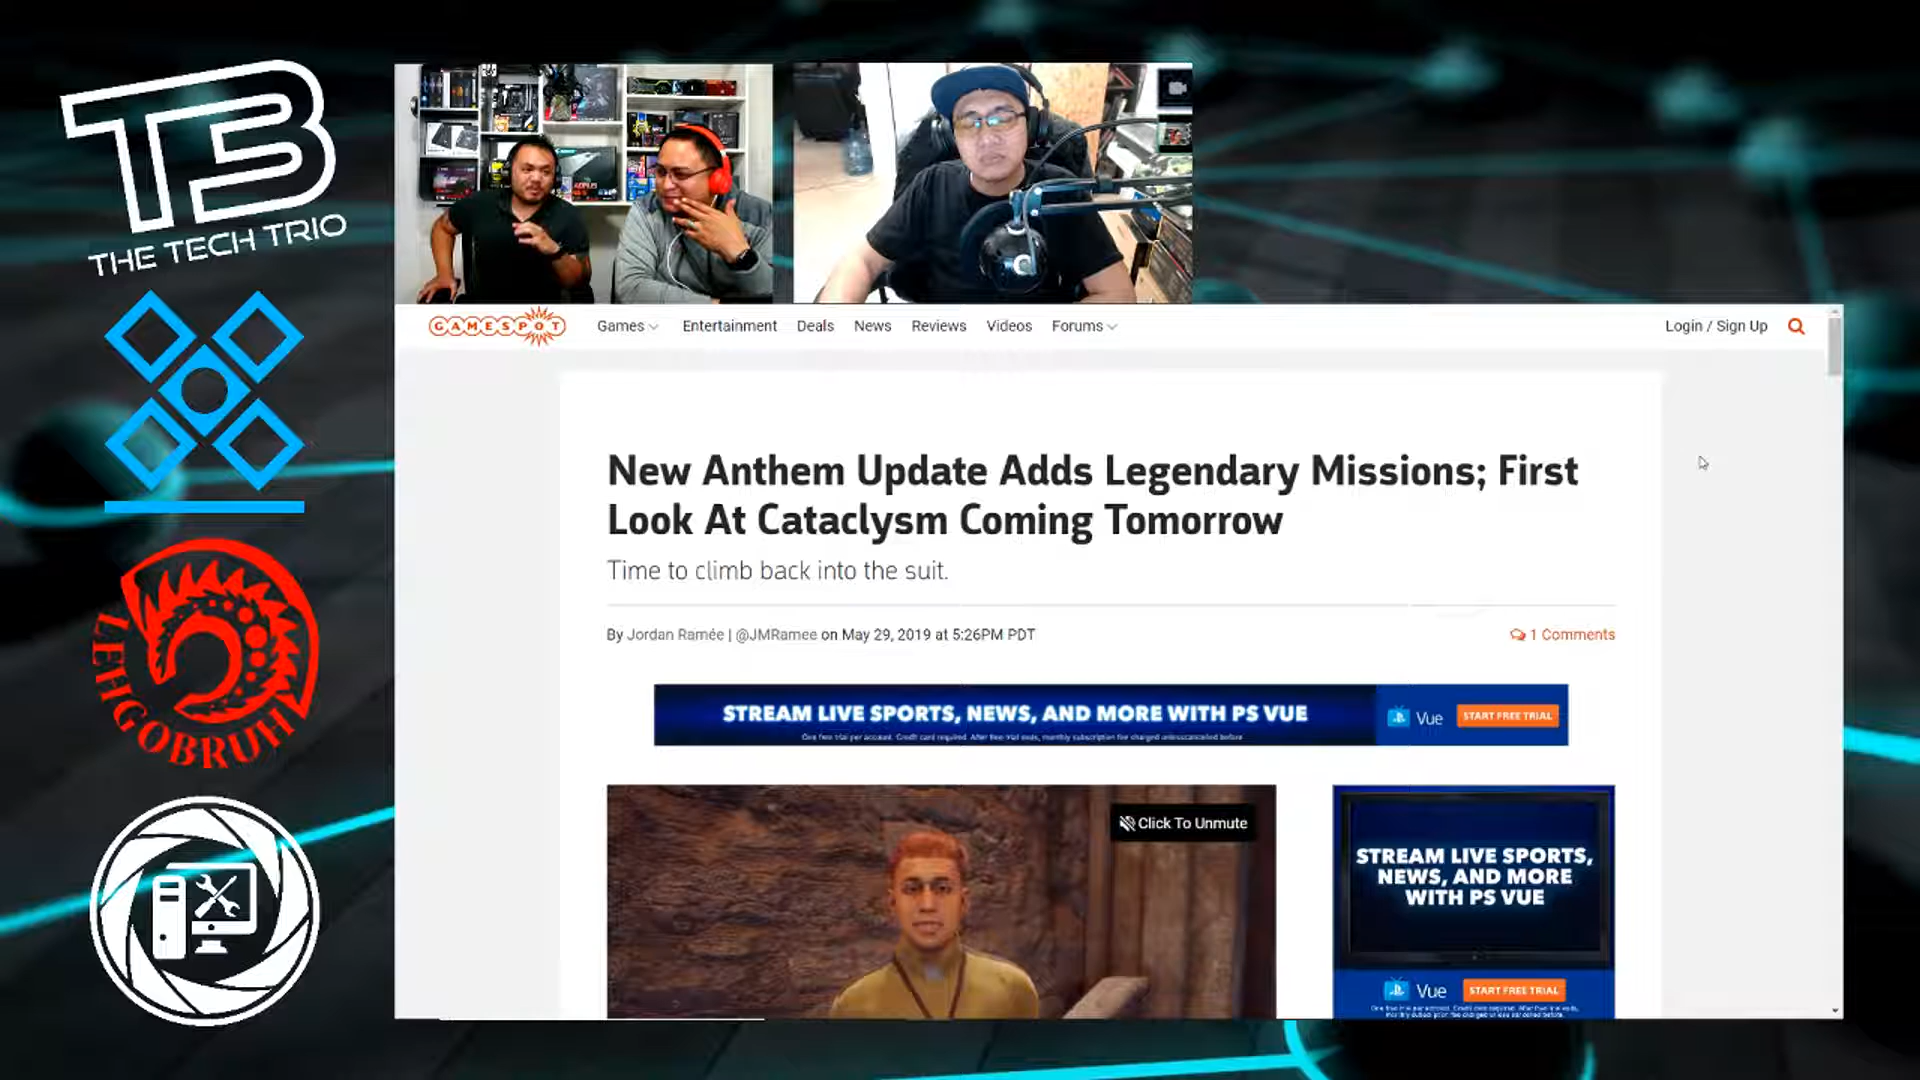 T3
THE TECH TRIO
LEHGOBRUH
GAMESPOT
Games
Entertainment
Deals
News
Reviews
Videos
Forums
Login / Sign Up
New Anthem Update Adds Legendary Missions; First
Look At Cataclysm Coming Tomorrow
Time to climb back into the suit.
By Jordan Ramée | @JMRamee on May 29, 2019 at 5:26PM PDT
1 Comments
STREAM LIVE SPORTS, NEWS, AND MORE WITH PS VUE
Vue
START FREE TRIAL
Click To Unmute
STREAM LIVE SPORTS,
NEWS, AND MORE
WITH PS VUE
Vue
START FREE TRIAL